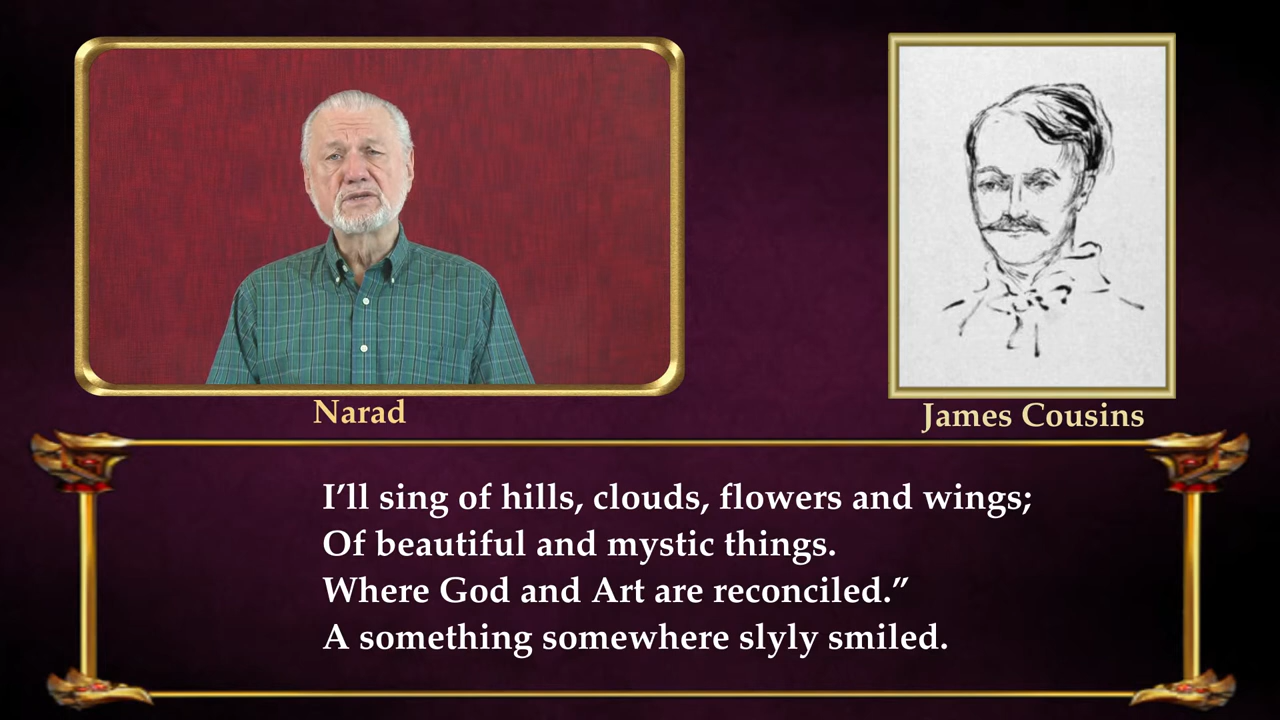 Narad
James Cousins
I’ll sing of hills, clouds, flowers and wings;
Of beautiful and mystic things.
Where God and Art are reconciled.”
A something somewhere slyly smiled.